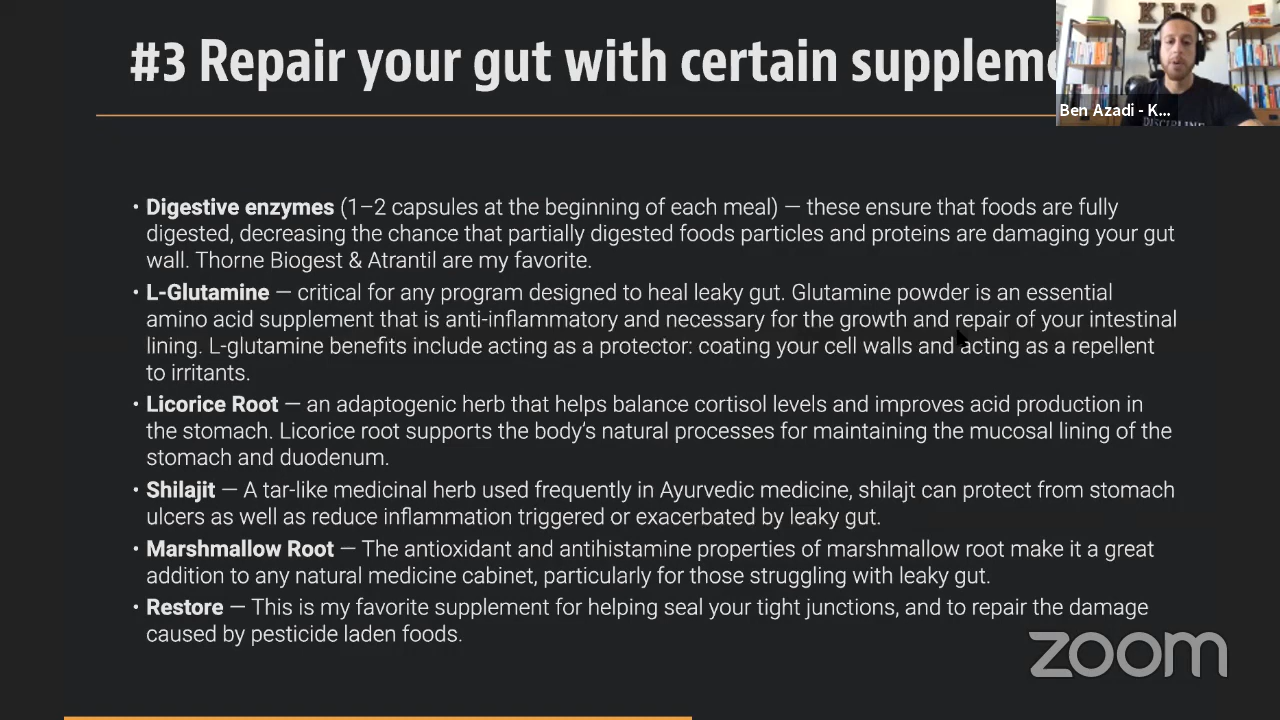 #3 Repair your gut with certain suppleme
KETO
Ben Azadi - K...
DISCIPLINE
• Digestive enzymes (1–2 capsules at the beginning of each meal) — these ensure that foods are fully
digested, decreasing the chance that partially digested foods particles and proteins are damaging your gut
wall. Thorne Biogest & Atrantil are my favorite.
• L-Glutamine — critical for any program designed to heal leaky gut. Glutamine powder is an essential
amino acid supplement that is anti-inflammatory and necessary for the growth and repair of your intestinal
lining. L-glutamine benefits include acting as a protector: coating your cell walls and acting as a repellent
to irritants.
• Licorice Root — an adaptogenic herb that helps balance cortisol levels and improves acid production in
the stomach. Licorice root supports the body’s natural processes for maintaining the mucosal lining of the
stomach and duodenum.
• Shilajit — A tar-like medicinal herb used frequently in Ayurvedic medicine, shilajt can protect from stomach
ulcers as well as reduce inflammation triggered or exacerbated by leaky gut.
• Marshmallow Root — The antioxidant and antihistamine properties of marshmallow root make it a great
addition to any natural medicine cabinet, particularly for those struggling with leaky gut.
• Restore — This is my favorite supplement for helping seal your tight junctions, and to repair the damage
caused by pesticide laden foods.
zoom